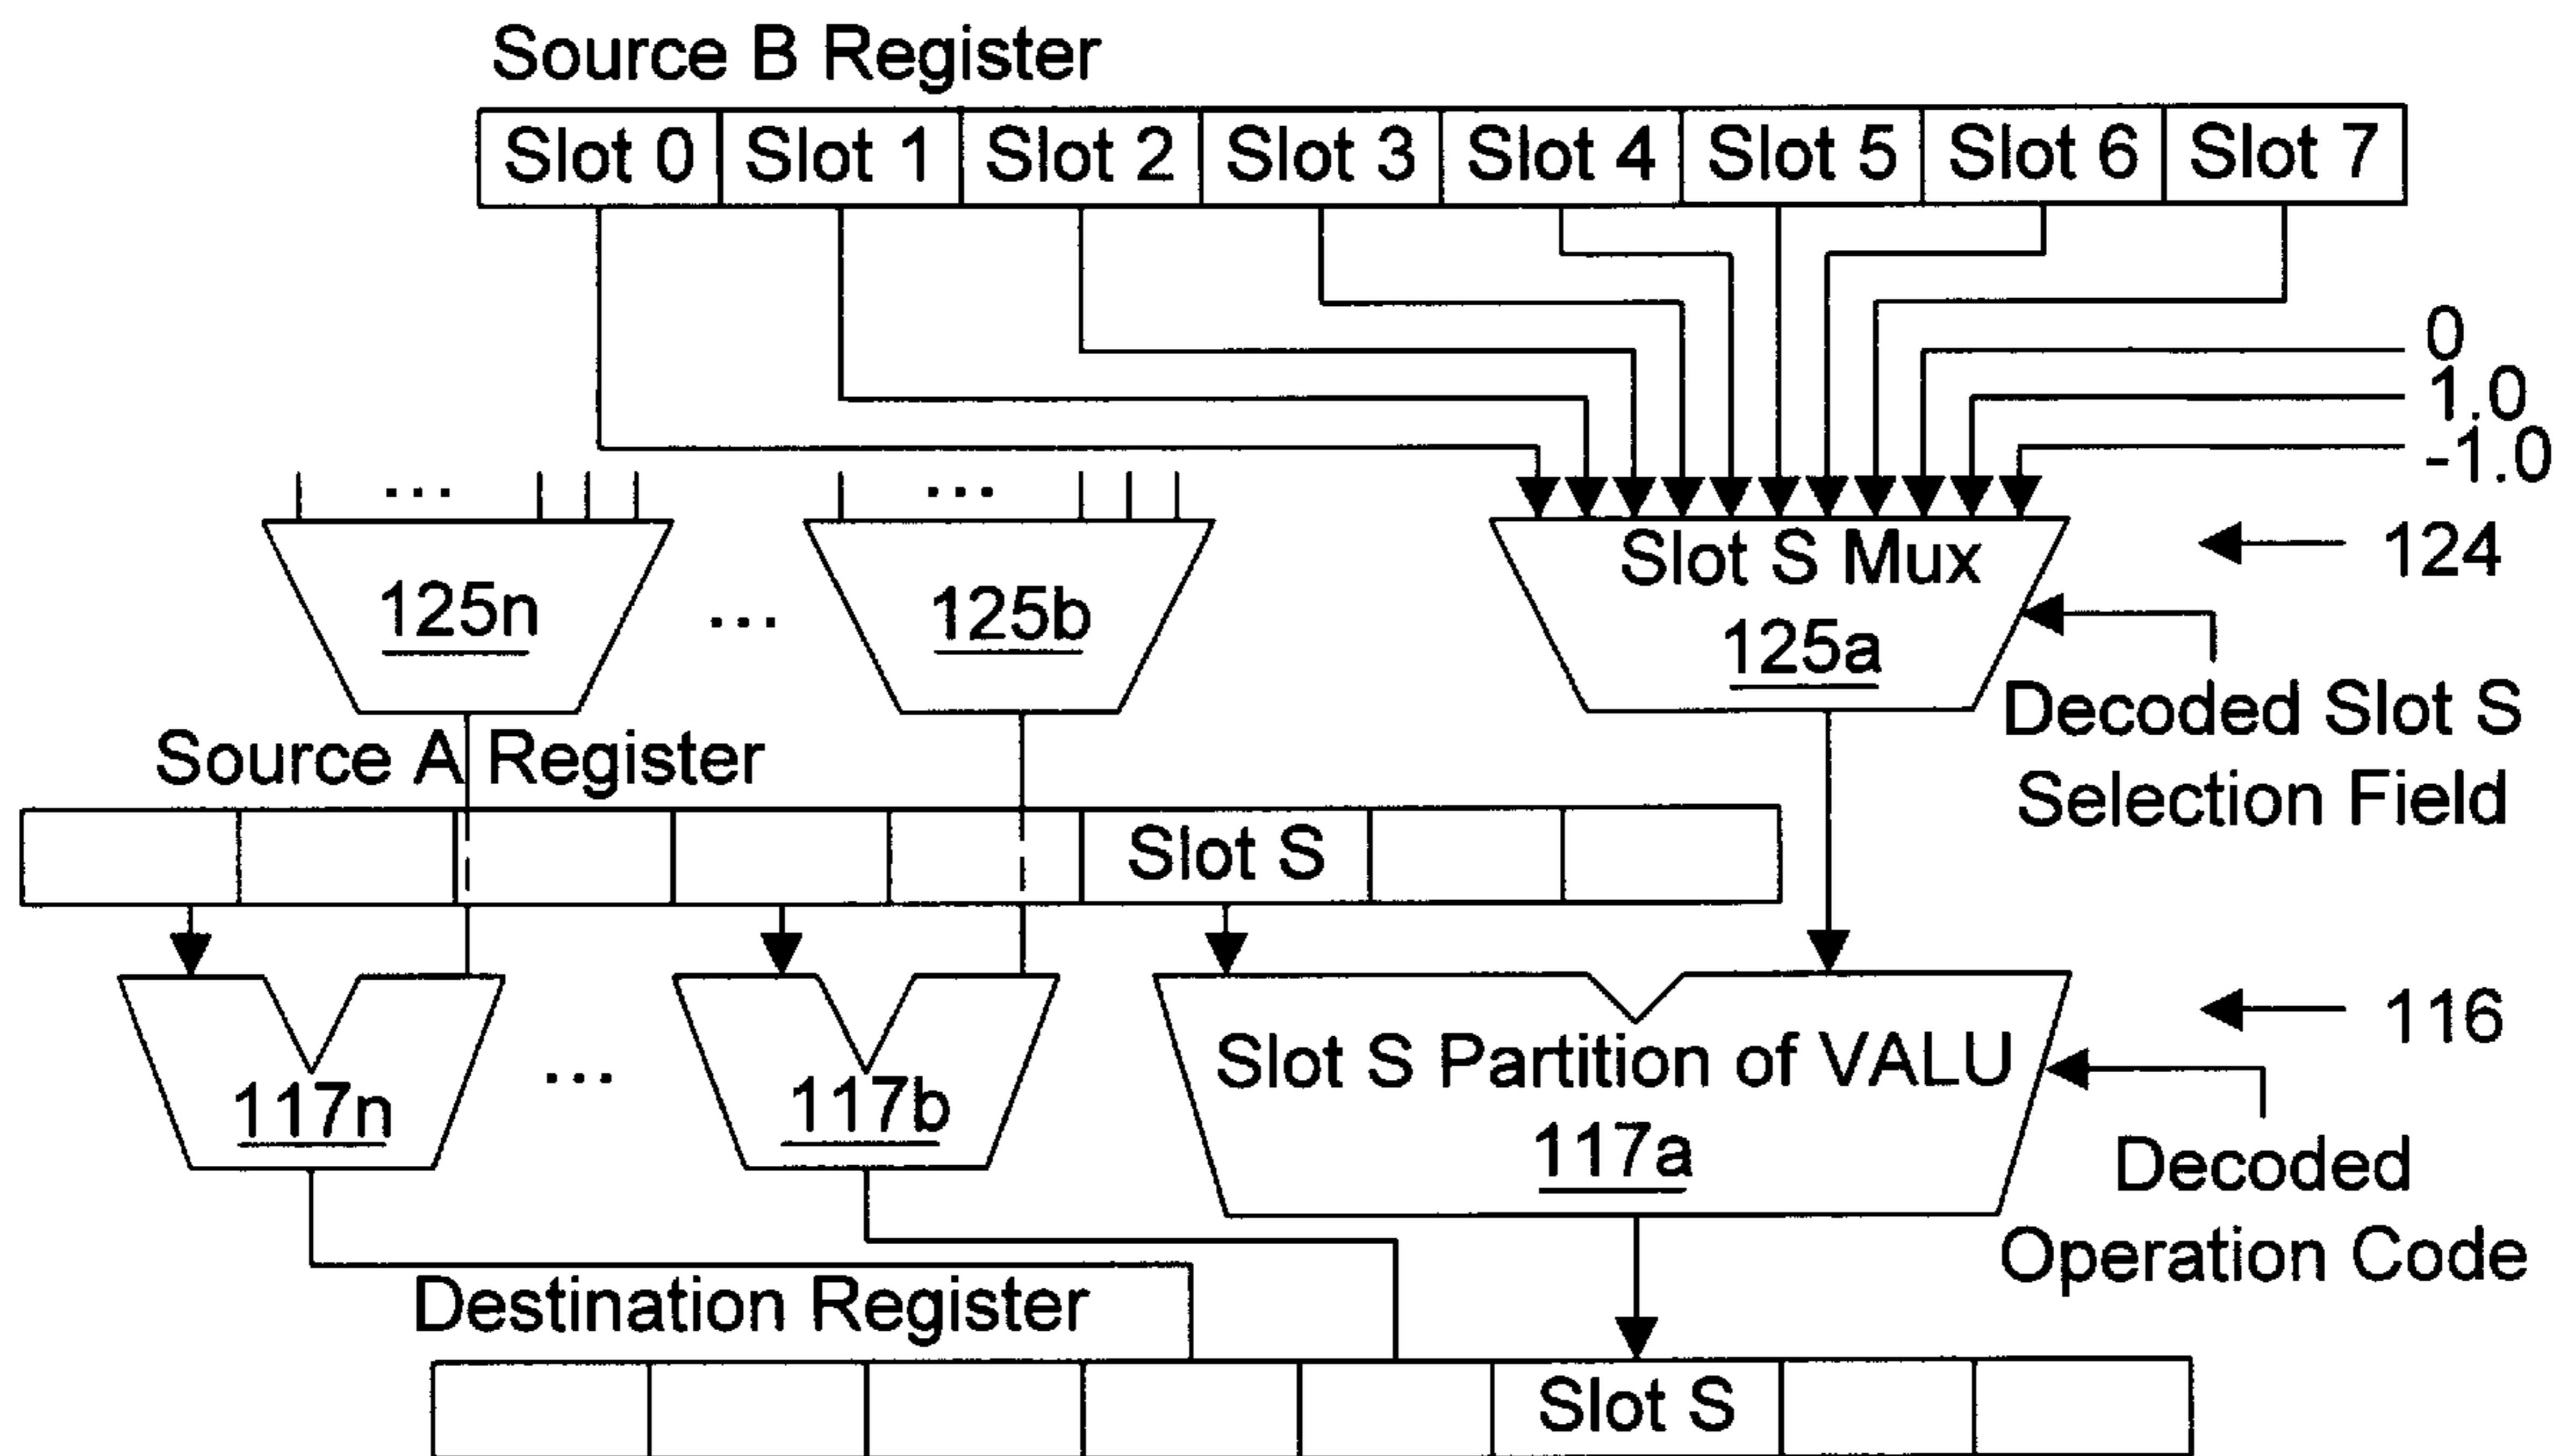 Source B Register
Slot 0 Slot 1 Slot 2 Slot 3 Slot 4 Slot 5 Slot 6 Slot 7
0
1.0
-1.0
... ...
Slot S Mux
124
125n ... 125b 125a
Decoded Slot S
Selection Field
Source A Register
Slot S
116
Slot S Partition of VALU
117n ... 117b 117a
Decoded
Operation Code
Destination Register
Slot S